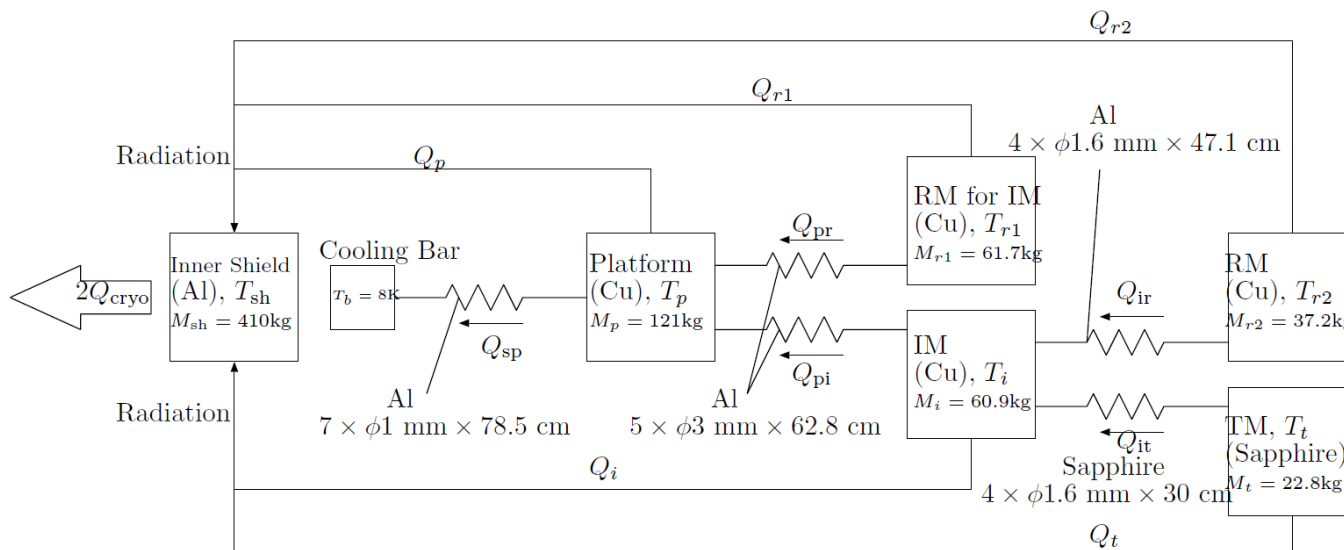 Q_{r2}
Q_{r1}
Al
4 × ϕ1.6 mm × 47.1 cm
Radiation
Q_p
RM for IM
(Cu), T_{r1}
M_{r1} = 61.7kg
Q_{pr}
Cooling Bar
T_b = 8K
Inner Shield
(Al), T_{sh}
M_{sh} = 410kg
2Q_{cryo}
Platform
(Cu), T_p
M_p = 121kg
RM
(Cu), T_{r2}
M_{r2} = 37.2kg
Q_{ir}
Q_{sp}
Q_{pi}
IM
(Cu), T_i
M_i = 60.9kg
Al
7 × ϕ1 mm × 78.5 cm
Al
5 × ϕ3 mm × 62.8 cm
Radiation
TM, T_t
(Sapphire)
M_t = 22.8kg
Q_{it}
Sapphire
4 × ϕ1.6 mm × 30 cm
Q_i
Q_t